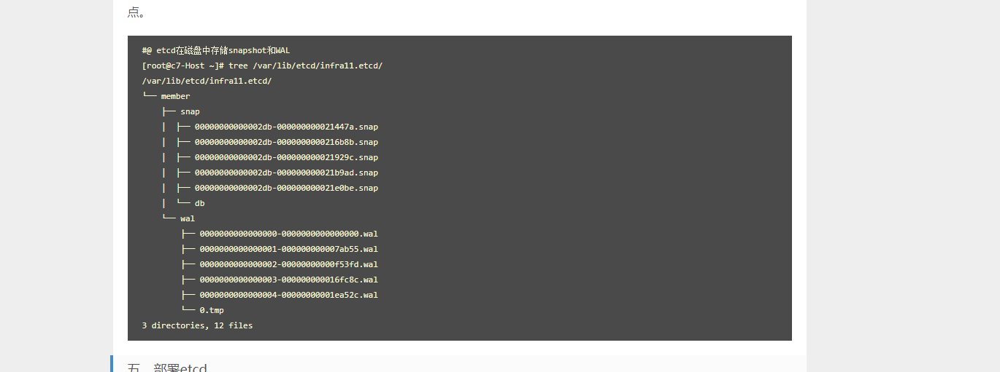 点。
#@ etcd在磁盘中存储snapshot和WAL
[root@c7-Host ~]# tree /var/lib/etcd/infra11.etcd/
/var/lib/etcd/infra11.etcd/
└── member
    ├── snap
    │  ├── 00000000000002db-000000000021447a.snap
    │  ├── 00000000000002db-0000000000216b8b.snap
    │  ├── 00000000000002db-000000000021929c.snap
    │  ├── 00000000000002db-000000000021b9ad.snap
    │  ├── 00000000000002db-000000000021e0be.snap
    │  └── db
    └── wal
        ├── 0000000000000000-0000000000000000.wal
        ├── 0000000000000001-000000000007ab55.wal
        ├── 0000000000000002-00000000000f53fd.wal
        ├── 0000000000000003-000000000016fc8c.wal
        ├── 0000000000000004-00000000001ea52c.wal
        └── 0.tmp
3 directories, 12 files
五、部署etcd